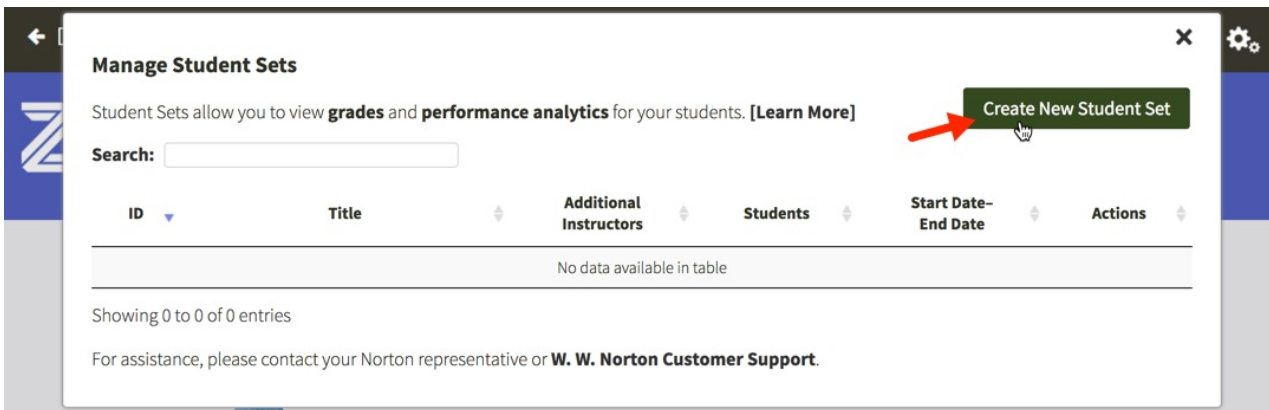 Manage Student Sets
Student Sets allow you to view grades and performance analytics for your students. [Learn More]
Create New Student Set
Search:
ID Title Additional Instructors Students Start Date– End Date Actions
No data available in table
Showing 0 to 0 of 0 entries
For assistance, please contact your Norton representative or W. W. Norton Customer Support.